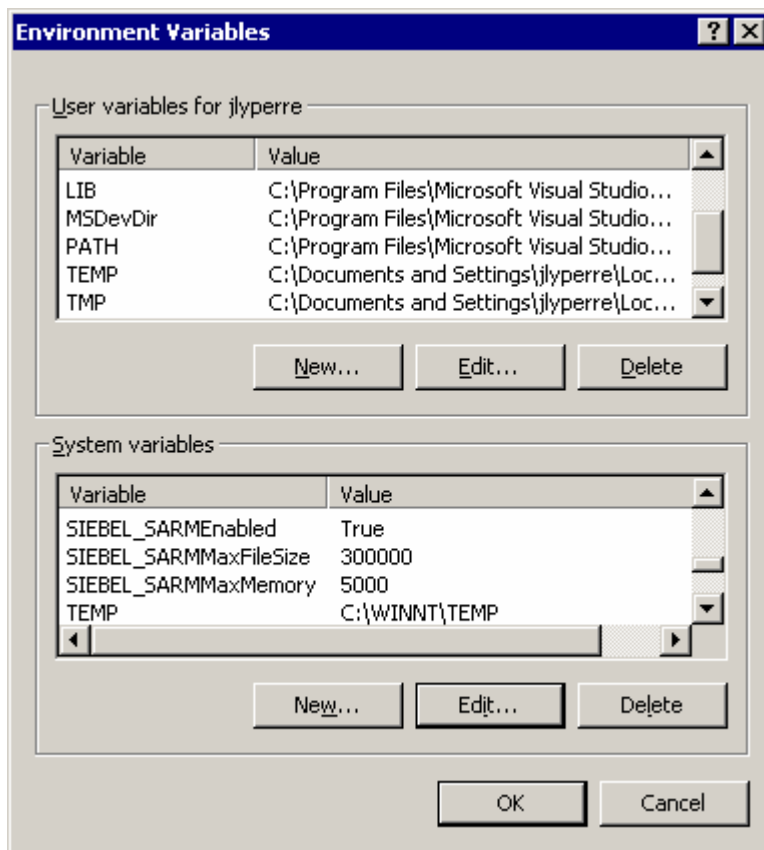 Environment Variables
User variables for jlyperre
Variable Value
LIB C:\Program Files\Microsoft Visual Studio...
MSDevDir C:\Program Files\Microsoft Visual Studio...
PATH C:\Program Files\Microsoft Visual Studio...
TEMP C:\Documents and Settings\jlyperre\Loc...
TMP C:\Documents and Settings\jlyperre\Loc...
New... Edit... Delete
System variables
Variable Value
SIEBEL_SARMEnabled True
SIEBEL_SARMMaxFileSize 300000
SIEBEL_SARMMaxMemory 5000
TEMP C:\WINNT\TEMP
New... Edit... Delete
OK Cancel